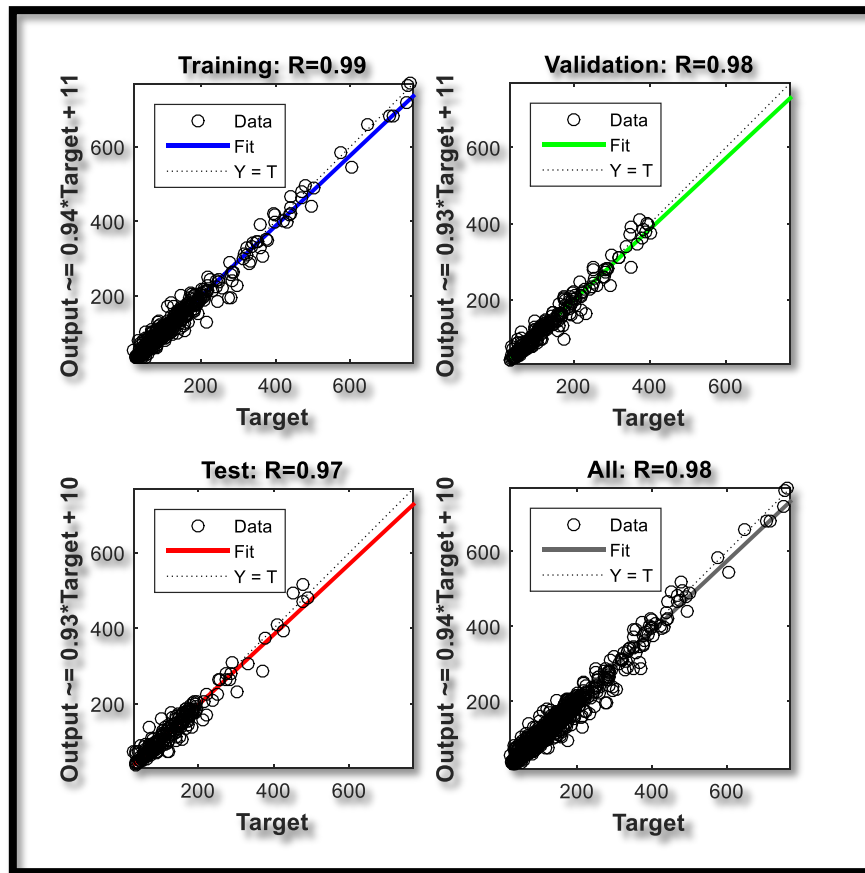 Training: R=0.99
Output ~= 0.94*Target + 11
600
400
200
Data
Fit
Y = T
200
400
600
Target
Validation: R=0.98
Output ~= 0.93*Target + 11
600
400
200
Data
Fit
Y = T
200
400
600
Target
Test: R=0.97
Output ~= 0.93*Target + 10
600
400
200
Data
Fit
Y = T
200
400
600
Target
All: R=0.98
Output ~= 0.94*Target + 10
600
400
200
Data
Fit
Y = T
200
400
600
Target